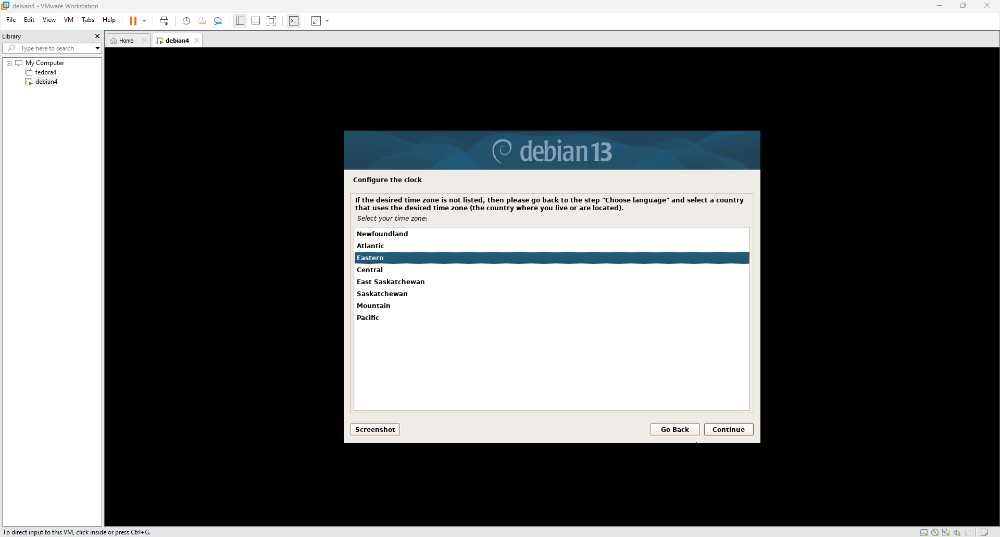 debian4 - VMware Workstation
File Edit View VM Tabs Help
Library
Home
debian4
Type here to search
My Computer
fedora4
debian4
debian 13
Configure the clock
If the desired time zone is not listed, then please go back to the step "Choose language" and select a country
that uses the desired time zone (the country where you live or are located).
Select your time zone:
Newfoundland
Atlantic
Eastern
Central
East Saskatchewan
Saskatchewan
Mountain
Pacific
Screenshot
Go Back
Continue
To direct input to this VM, click inside or press Ctrl+G.